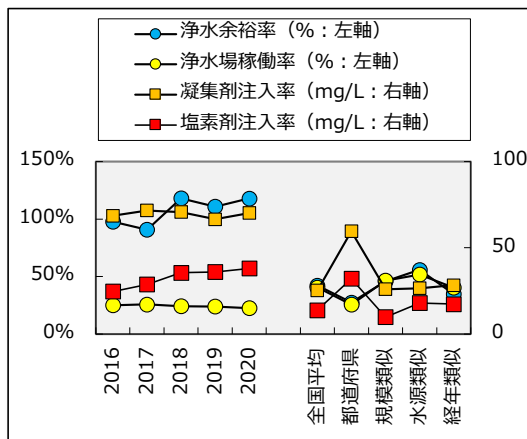 浄水余裕率（%：左軸）
浄水場稼働率（%：左軸）
凝集剤注入率（mg/L：右軸）
塩素剤注入率（mg/L：右軸）
150%
100%
50%
0%
100
50
0
2016
2017
2018
2019
2020
全国平均
都道府県
規模類似
水源類似
経年類似